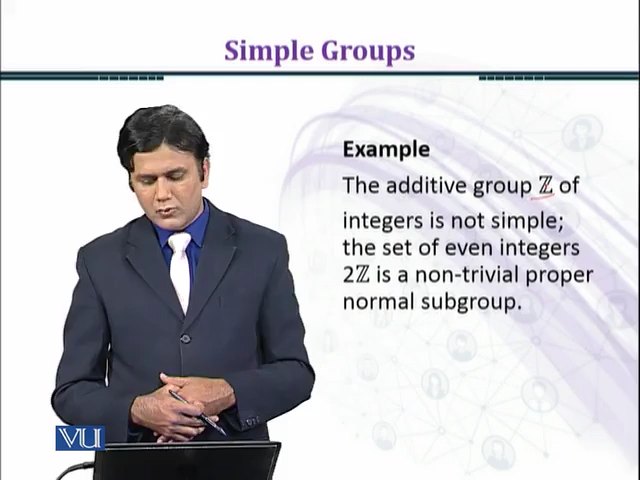 Simple Groups
Example
The additive group ℤ of
integers is not simple;
the set of even integers
2ℤ is a non-trivial proper
normal subgroup.
VU